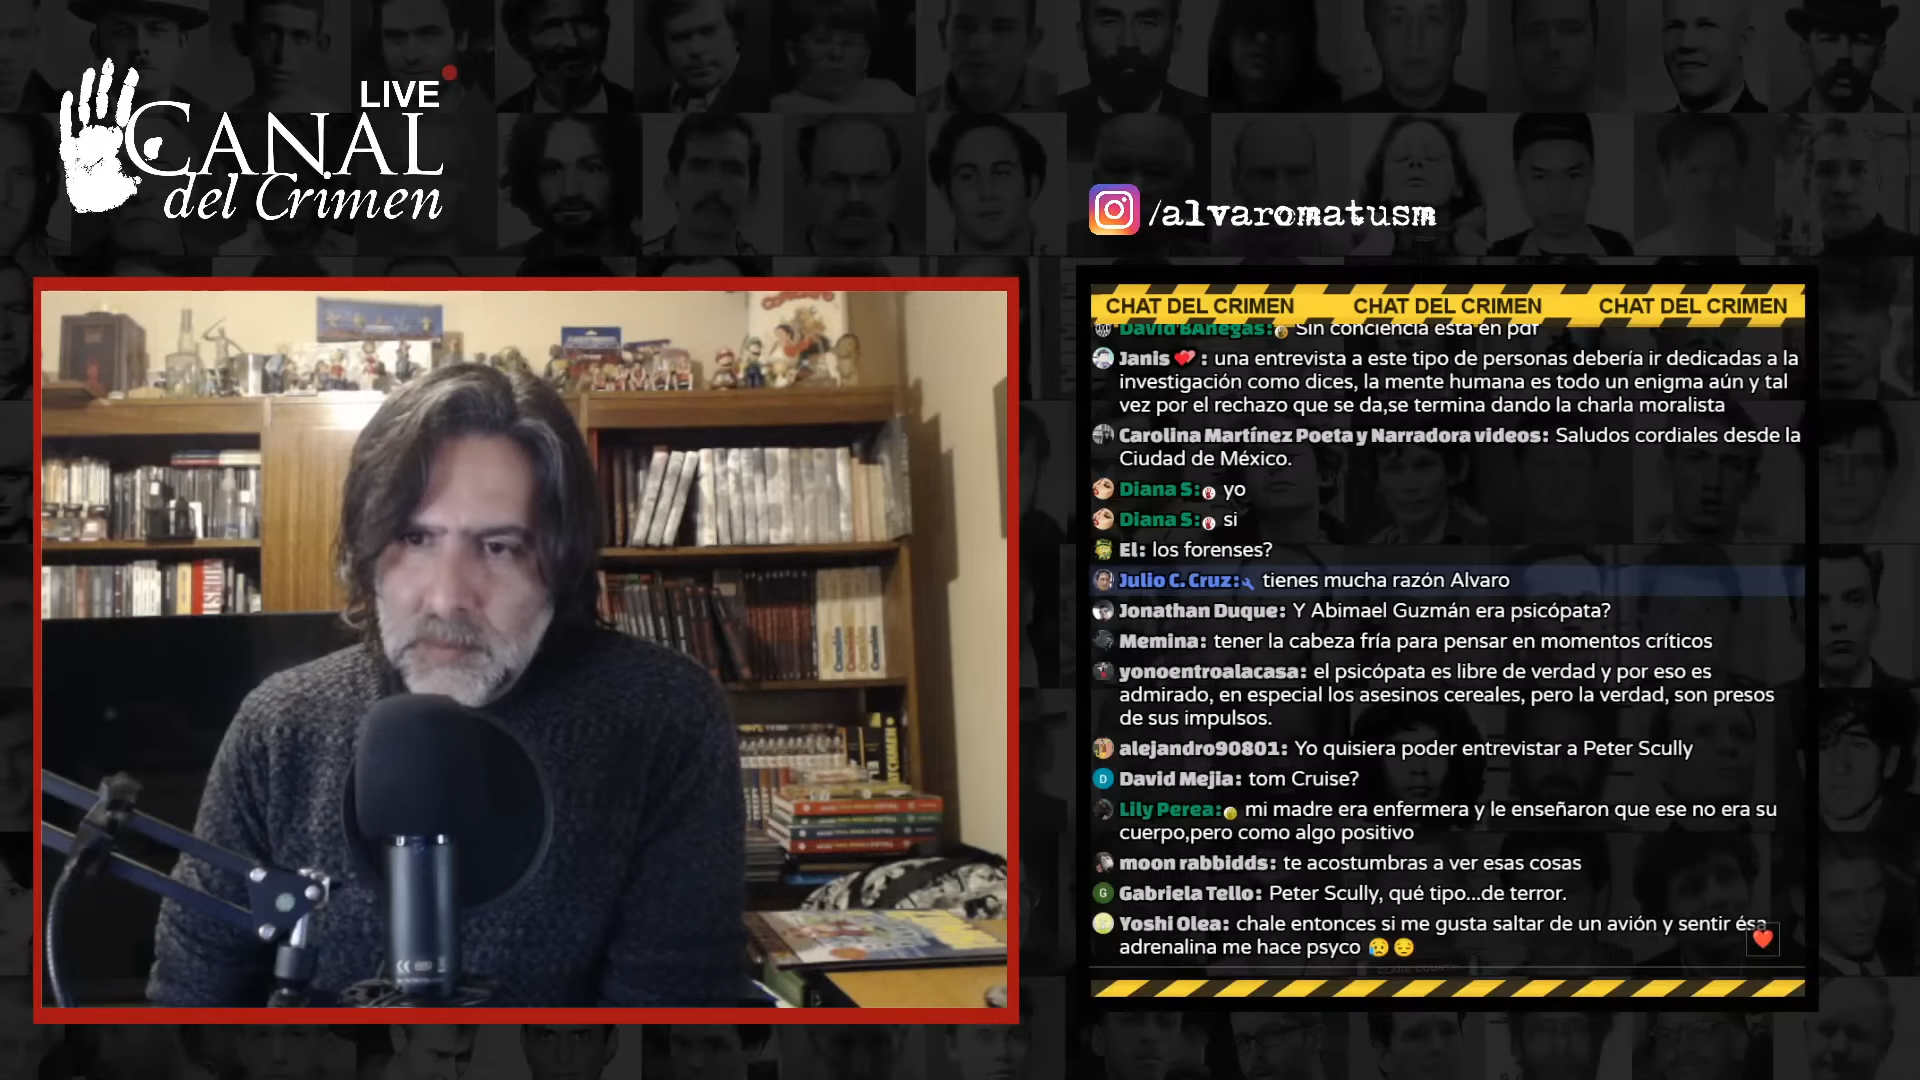 LIVE
CANAL
del Crimen
/alvaromatusm
CHAT DEL CRIMEN CHAT DEL CRIMEN CHAT DEL CRIMEN
David BAnegas: Sin conciencia esta en pdf
Janis : una entrevista a este tipo de personas debería ir dedicadas a la
investigación como dices, la mente humana es todo un enigma aún y tal
vez por el rechazo que se da,se termina dando la charla moralista
Carolina Martínez Poeta y Narradora videos: Saludos cordiales desde la
Ciudad de México.
Diana S: yo
Diana S: si
El: los forenses?
Julio C. Cruz: tienes mucha razón Alvaro
Jonathan Duque: Y Abimael Guzmán era psicópata?
Memina: tener la cabeza fría para pensar en momentos críticos
yonoentroalacasa: el psicópata es libre de verdad y por eso es
admirado, en especial los asesinos cereales, pero la verdad, son presos
de sus impulsos.
alejandro90801: Yo quisiera poder entrevistar a Peter Scully
D David Mejia: tom Cruise?
Lily Perea: mi madre era enfermera y le enseñaron que ese no era su
cuerpo,pero como algo positivo
moon rabbidds: te acostumbras a ver esas cosas
G Gabriela Tello: Peter Scully, qué tipo...de terror.
Yoshi Olea: chale entonces si me gusta saltar de un avión y sentir ésa
adrenalina me hace psyco 😥😔